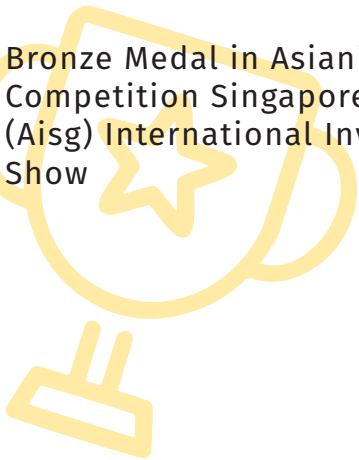 Bronze Medal in Asian
Competition Singapore
(Aisg) International
Show